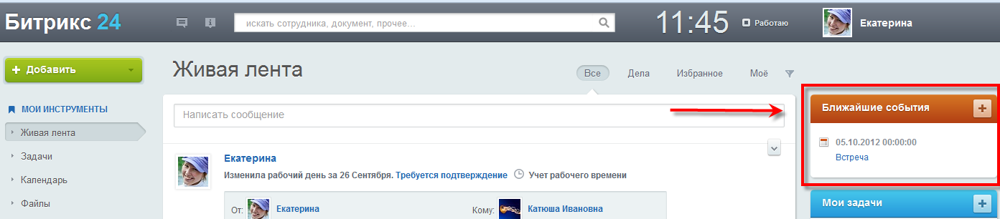 Битрикс 24
искать сотрудника, документ, прочее...
11:45
Работаю
Екатерина
Добавить
Живая лента
Все
Дела
Избранное
Моё
МОИ ИНСТРУМЕНТЫ
Живая лента
Задачи
Календарь
Файлы
Написать сообщение
Екатерина
Изменила рабочий день за 26 Сентября. Требуется подтверждение Учет рабочего времени
От: Екатерина
Кому: Катюша Ивановна
Ближайшие события
05.10.2012 00:00:00
Встреча
Мои задачи